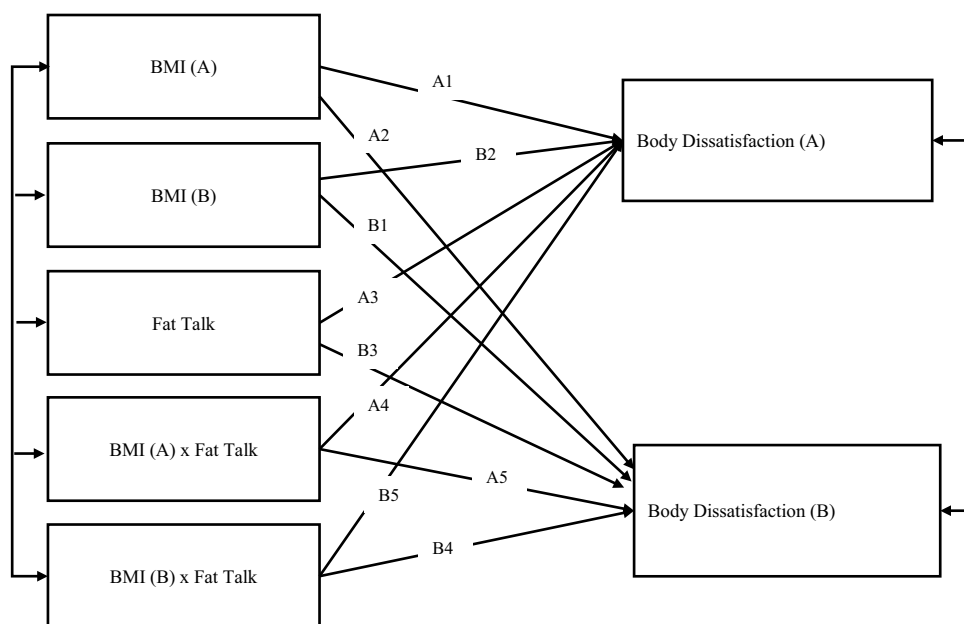 BMI (A)
A1
A2
Body Dissatisfaction (A)
B2
BMI (B)
B1
A3
Fat Talk
B3
A4
BMI (A) x Fat Talk
A5
B5
Body Dissatisfaction (B)
B4
BMI (B) x Fat Talk